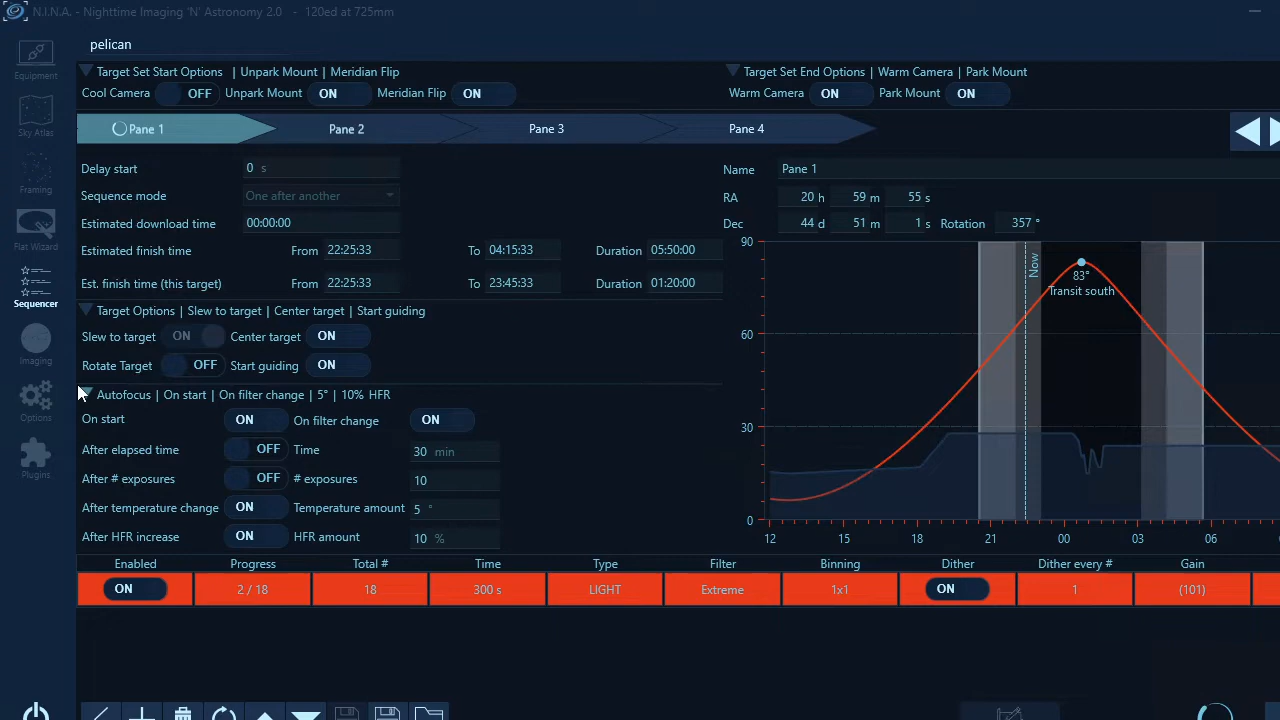 N.I.N.A. - Nighttime Imaging 'N' Astronomy 2.0 - 120ed at 725mm
pelican
Equipment
Sky Atlas
Framing
Flat Wizard
Sequencer
Imaging
Options
Plugins
Target Set Start Options | Unpark Mount | Meridian Flip
Cool Camera OFF Unpark Mount ON Meridian Flip ON
Target Set End Options | Warm Camera | Park Mount
Warm Camera ON Park Mount ON
Pane 1 Pane 2 Pane 3 Pane 4
Delay start 0 s
Sequence mode One after another
Estimated download time 00:00:00
Estimated finish time From 22:25:33 To 04:15:33 Duration 05:50:00
Est. finish time (this target) From 22:25:33 To 23:45:33 Duration 01:20:00
Target Options | Slew to target | Center target | Start guiding
Slew to target ON Center target ON
Rotate Target OFF Start guiding ON
Autofocus | On start | On filter change | 5° | 10% HFR
On start ON On filter change ON
After elapsed time OFF Time 30 min
After # exposures OFF # exposures 10
After temperature change ON Temperature amount 5 °
After HFR increase ON HFR amount 10 %
Name Pane 1
RA 20 h 59 m 55 s
Dec 44 d 51 m 1 s Rotation 357 °
90
60
30
0
Now
83°
Transit south
12 15 18 21 00 03 06
Enabled Progress Total # Time Type Filter Binning Dither Dither every # Gain
ON 2 / 18 18 300 s LIGHT Extreme 1x1 ON 1 (101)